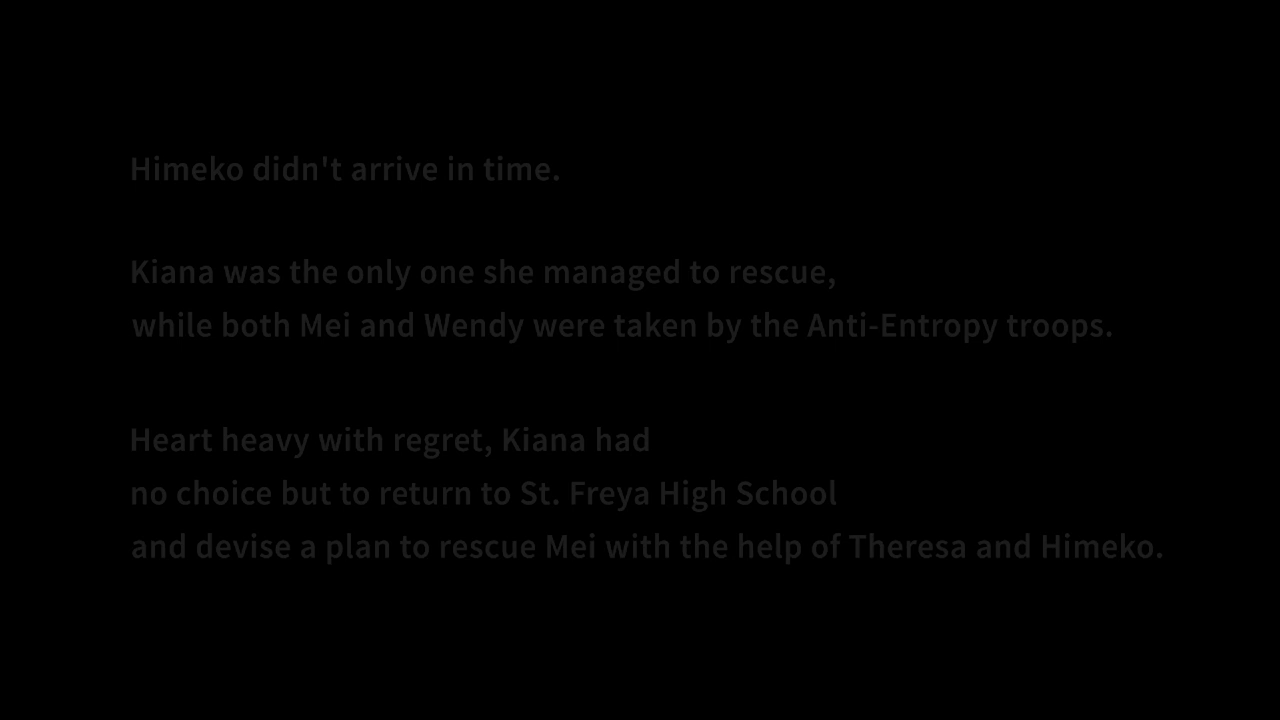 Himeko didn't arrive in time.
Kiana was the only one she managed to rescue,
while both Mei and Wendy were taken by the Anti-Entropy troops.
Heart heavy with regret, Kiana had
no choice but to return to St. Freya High School
and devise a plan to rescue Mei with the help of Theresa and Himeko.